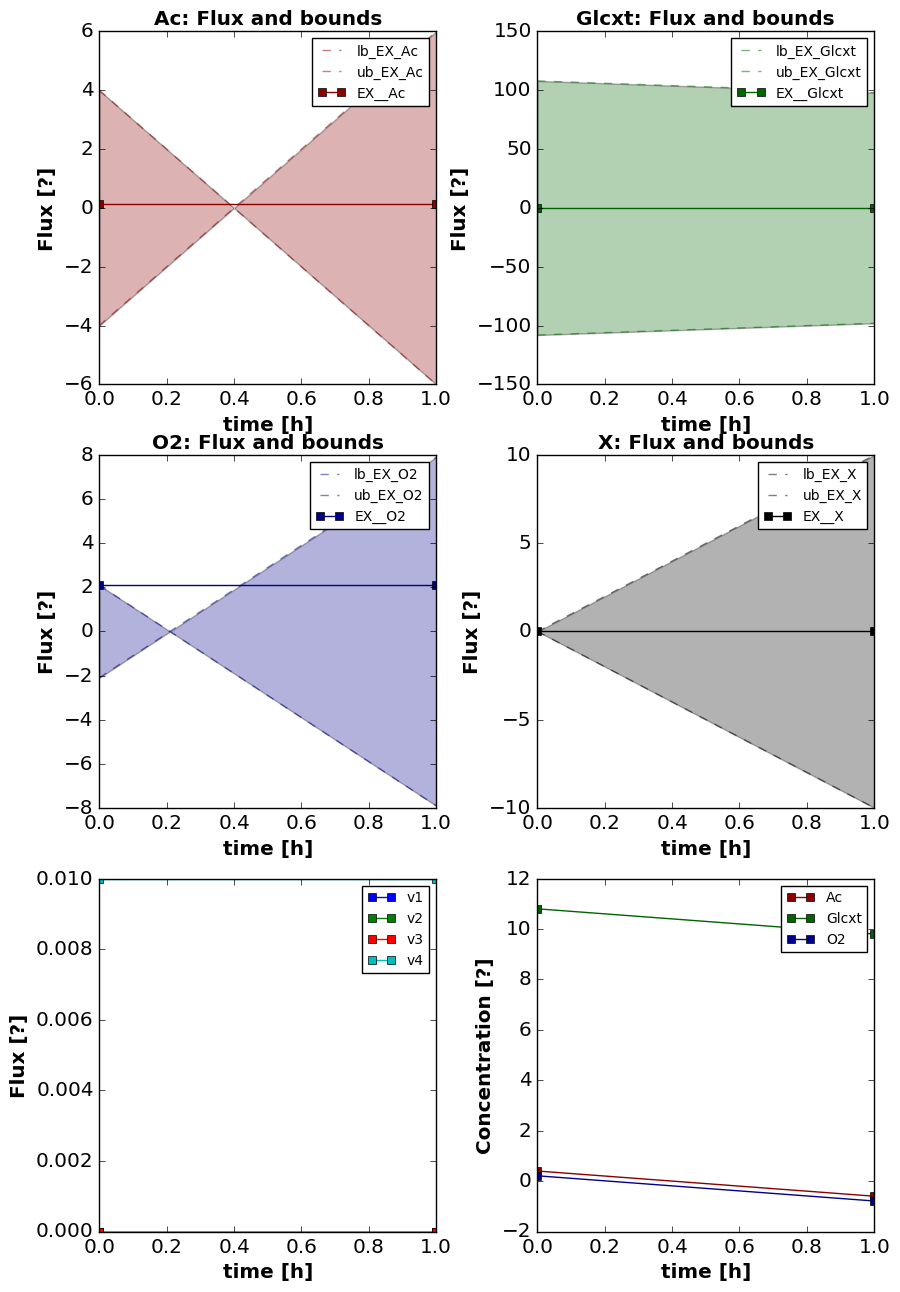 Ac: Flux and bounds
6
4
2
0
−2
−4
−6
Flux [?]
lb_EX_Ac
ub_EX_Ac
EX__Ac
0.0 0.2 0.4 0.6 0.8 1.0
time [h]
Glcxt: Flux and bounds
150
100
50
0
−50
−100
−150
Flux [?]
lb_EX_Glcxt
ub_EX_Glcxt
EX__Glcxt
0.0 0.2 0.4 0.6 0.8 1.0
time [h]
O2: Flux and bounds
8
6
4
2
0
−2
−4
−6
−8
Flux [?]
lb_EX_O2
ub_EX_O2
EX__O2
0.0 0.2 0.4 0.6 0.8 1.0
time [h]
X: Flux and bounds
10
5
0
−5
−10
Flux [?]
lb_EX_X
ub_EX_X
EX__X
0.0 0.2 0.4 0.6 0.8 1.0
time [h]
0.010
0.008
0.006
0.004
0.002
0.000
Flux [?]
v1
v2
v3
v4
0.0 0.2 0.4 0.6 0.8 1.0
time [h]
12
10
8
6
4
2
0
−2
Concentration [?]
Ac
Glcxt
O2
0.0 0.2 0.4 0.6 0.8 1.0
time [h]